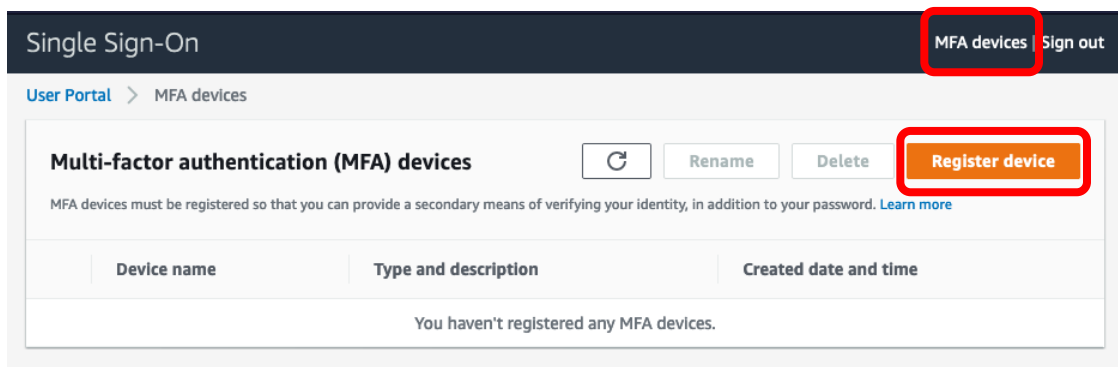 Single Sign-On
MFA devices | Sign out
User Portal > MFA devices
Multi-factor authentication (MFA) devices
Rename
Delete
Register device
MFA devices must be registered so that you can provide a secondary means of verifying your identity, in addition to your password. Learn more
Device name
Type and description
Created date and time
You haven't registered any MFA devices.